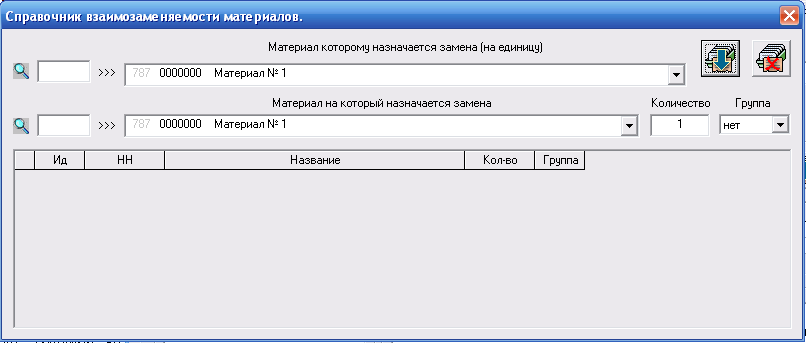 Справочник взаимозаменяемости материалов.
Материал которому назначается замена (на единицу)
>>> 787 0000000 Материал № 1
Материал на который назначается замена Количество Группа
>>> 787 0000000 Материал № 1 1 нет
Ид НН Название Кол-во Группа